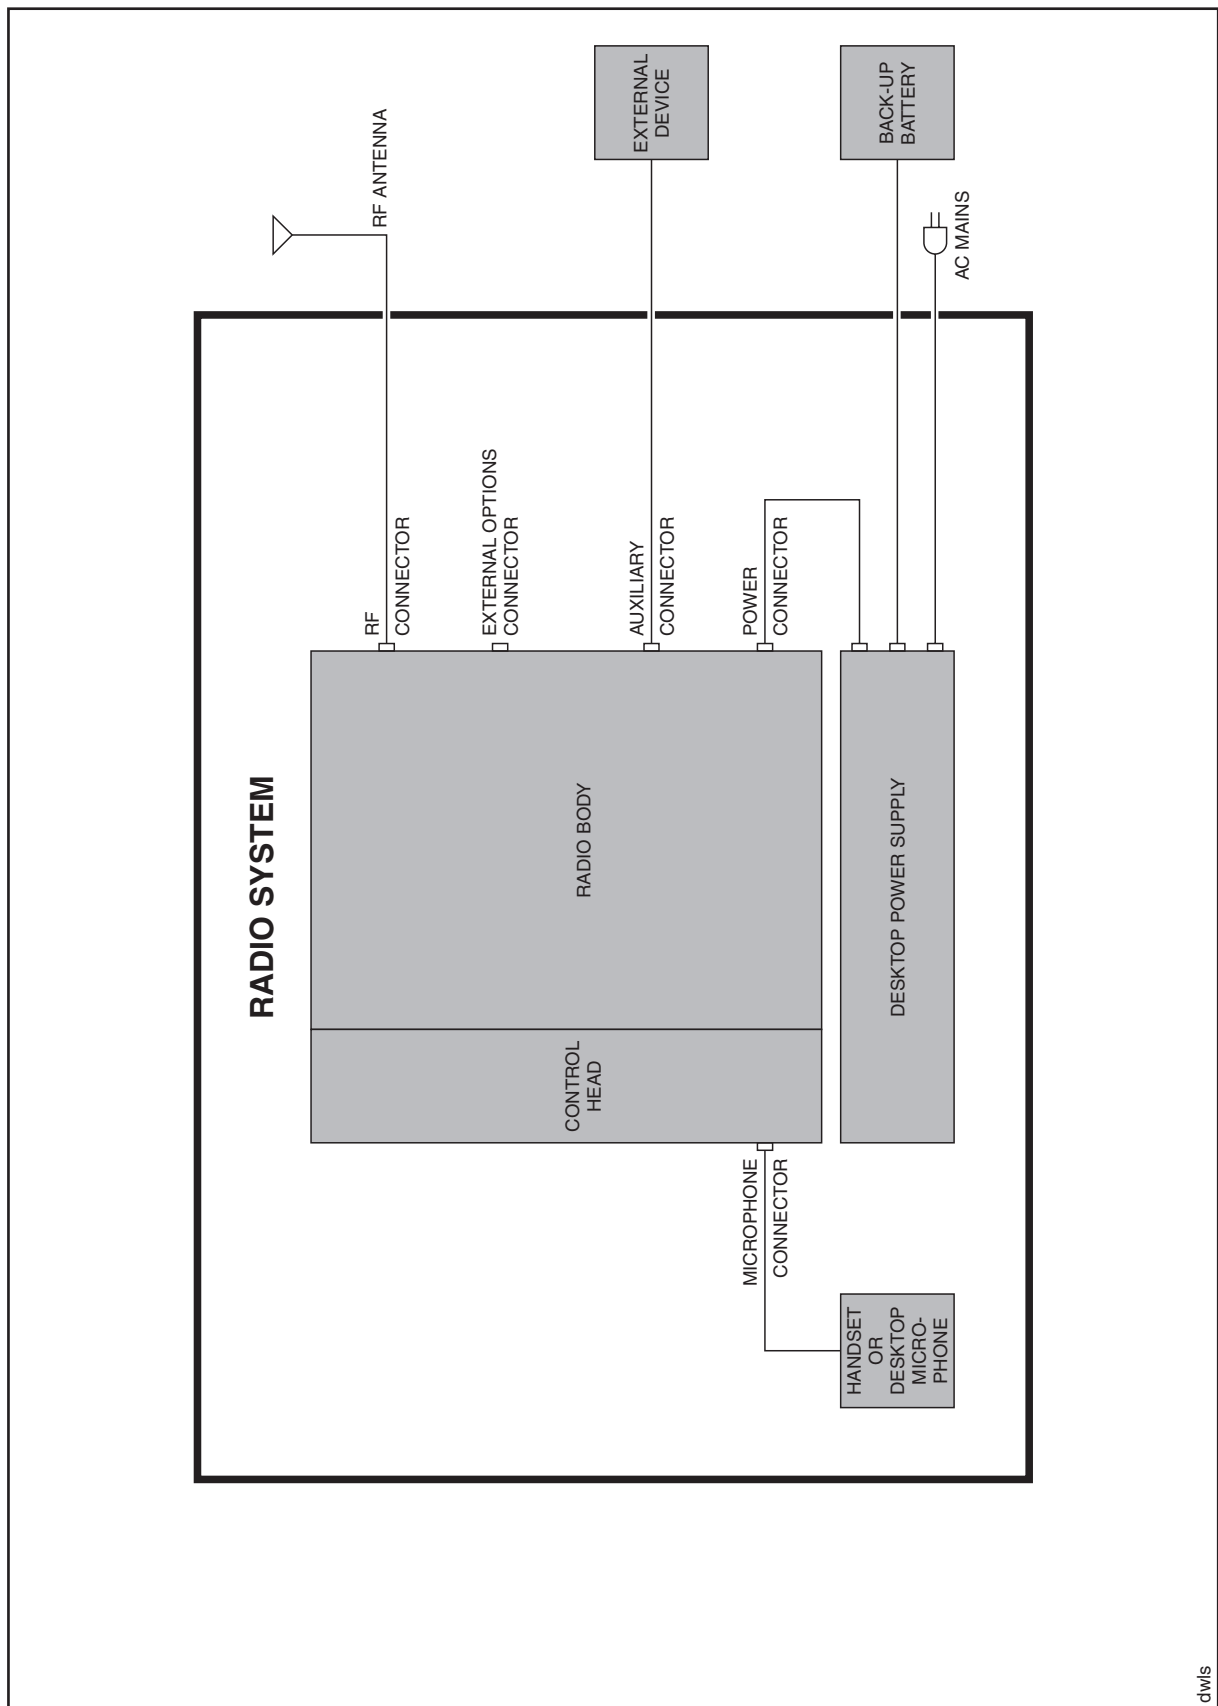 RADIO SYSTEM
HANDSET
OR
DESKTOP
MICRO-
PHONE
MICROPHONE
CONNECTOR
CONTROL
HEAD
RADIO BODY
DESKTOP POWER SUPPLY
RF
CONNECTOR
EXTERNAL OPTIONS
CONNECTOR
AUXILIARY
CONNECTOR
POWER
CONNECTOR
RF ANTENNA
EXTERNAL
DEVICE
BACK-UP
BATTERY
AC MAINS
dwls